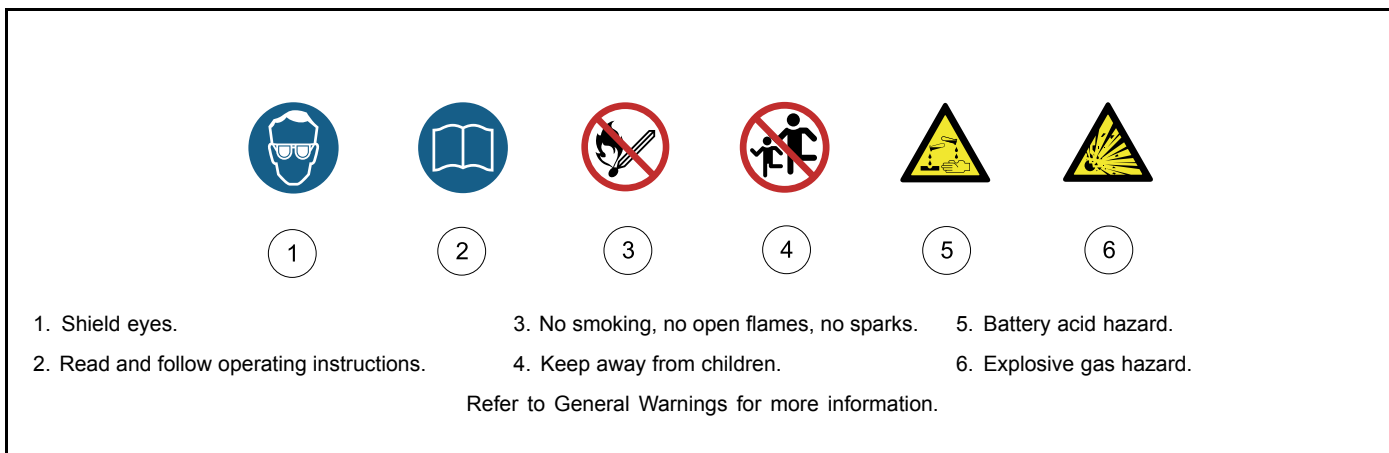 1 2 3 4 5 6
1. Shield eyes.
2. Read and follow operating instructions.
3. No smoking, no open flames, no sparks.
4. Keep away from children.
5. Battery acid hazard.
6. Explosive gas hazard.
Refer to General Warnings for more information.